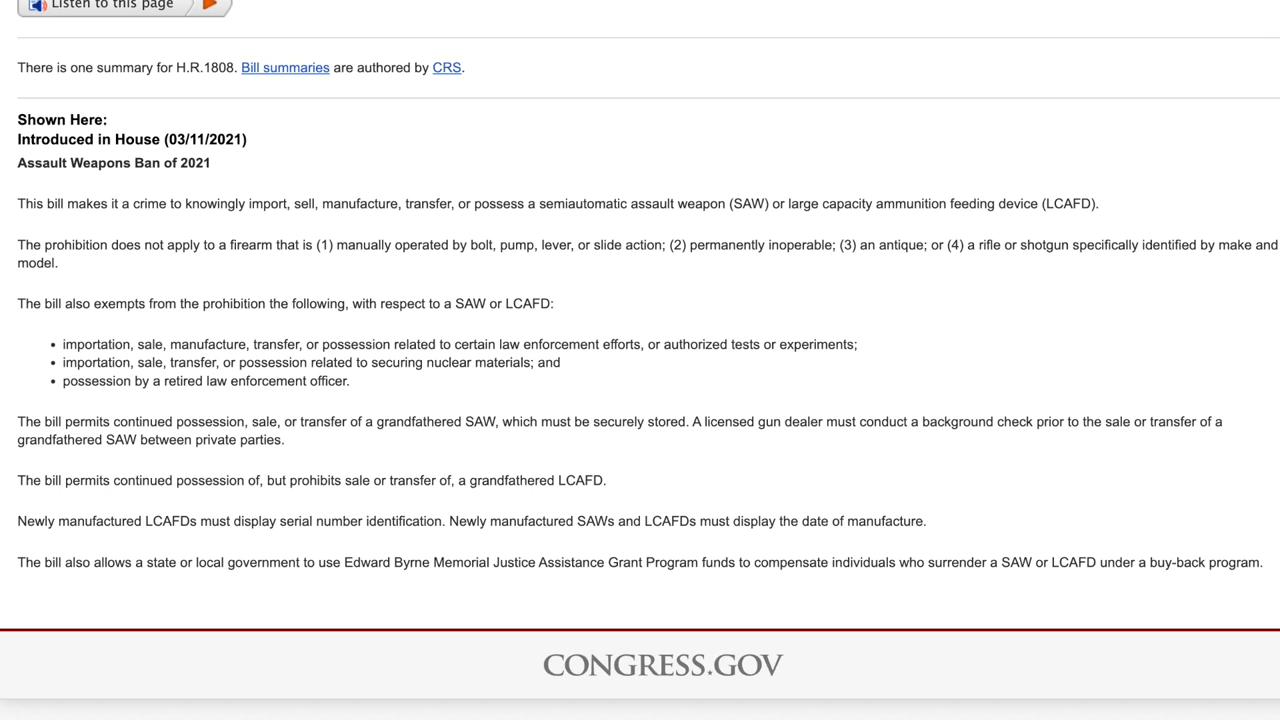 Listen to this page
There is one summary for H.R.1808. Bill summaries are authored by CRS.
Shown Here:
Introduced in House (03/11/2021)
Assault Weapons Ban of 2021
This bill makes it a crime to knowingly import, sell, manufacture, transfer, or possess a semiautomatic assault weapon (SAW) or large capacity ammunition feeding device (LCAFD).
The prohibition does not apply to a firearm that is (1) manually operated by bolt, pump, lever, or slide action; (2) permanently inoperable; (3) an antique; or (4) a rifle or shotgun specifically identified by make and
model.
The bill also exempts from the prohibition the following, with respect to a SAW or LCAFD:
• importation, sale, manufacture, transfer, or possession related to certain law enforcement efforts, or authorized tests or experiments;
• importation, sale, transfer, or possession related to securing nuclear materials; and
• possession by a retired law enforcement officer.
The bill permits continued possession, sale, or transfer of a grandfathered SAW, which must be securely stored. A licensed gun dealer must conduct a background check prior to the sale or transfer of a
grandfathered SAW between private parties.
The bill permits continued possession of, but prohibits sale or transfer of, a grandfathered LCAFD.
Newly manufactured LCAFDs must display serial number identification. Newly manufactured SAWs and LCAFDs must display the date of manufacture.
The bill also allows a state or local government to use Edward Byrne Memorial Justice Assistance Grant Program funds to compensate individuals who surrender a SAW or LCAFD under a buy-back program.
CONGRESS.GOV